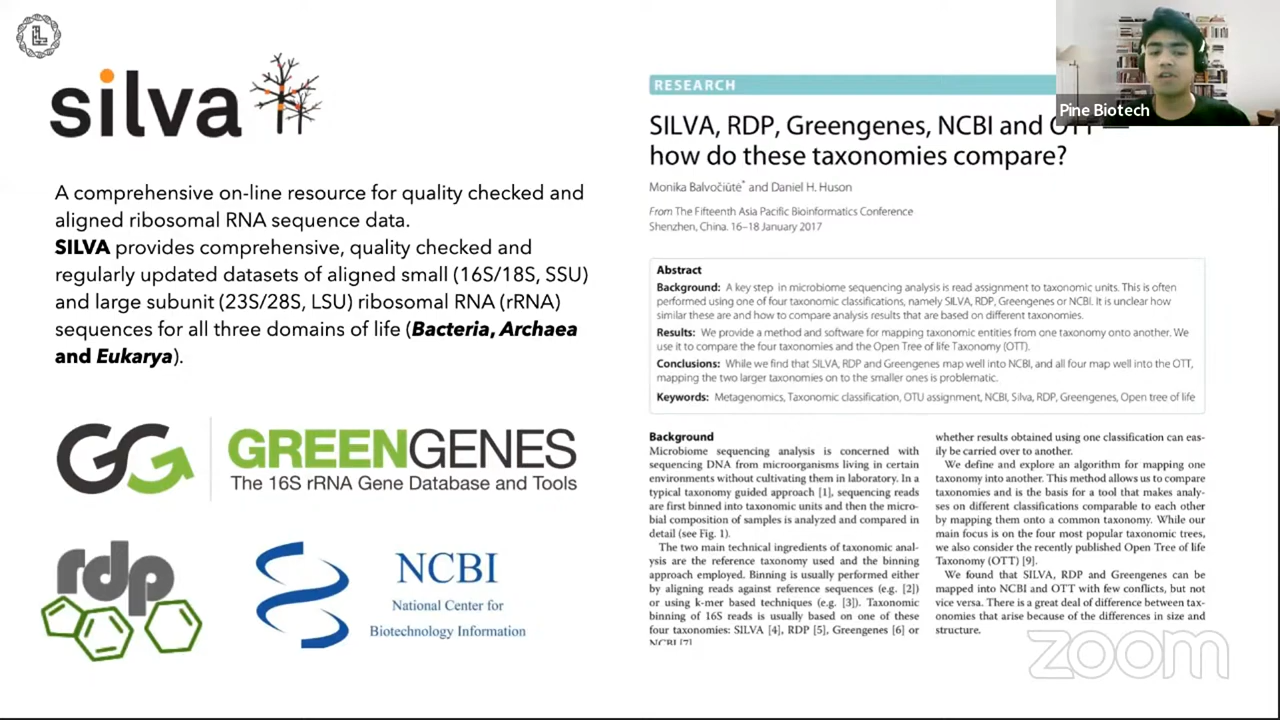 L
silva
A comprehensive on-line resource for quality checked and
aligned ribosomal RNA sequence data.
SILVA provides comprehensive, quality checked and
regularly updated datasets of aligned small (16S/18S, SSU)
and large subunit (23S/28S, LSU) ribosomal RNA (rRNA)
sequences for all three domains of life (Bacteria, Archaea
and Eukarya).
GG
GREENGENES
The 16S rRNA Gene Database and Tools
rdp
NCBI
National Center for
Biotechnology Information
RESEARCH
SILVA, RDP, Greengenes, NCBI and OTT —
how do these taxonomies compare?
Monika Balvočiūtė* and Daniel H. Huson
From The Fifteenth Asia Pacific Bioinformatics Conference
Shenzhen, China. 16–18 January 2017
Abstract
Background: A key step in microbiome sequencing analysis is read assignment to taxonomic units. This is often
performed using one of four taxonomic classifications, namely SILVA, RDP, Greengenes or NCBI. It is unclear how
similar these are and how to compare analysis results that are based on different taxonomies.
Results: We provide a method and software for mapping taxonomic entities from one taxonomy onto another. We
use it to compare the four taxonomies and the Open Tree of life Taxonomy (OTT).
Conclusions: While we find that SILVA, RDP and Greengenes map well into NCBI, and all four map well into the OTT,
mapping the two larger taxonomies on to the smaller ones is problematic.
Keywords: Metagenomics, Taxonomic classification, OTU assignment, NCBI, Silva, RDP, Greengenes, Open tree of life
Background
Microbiome sequencing analysis is concerned with
sequencing DNA from microorganisms living in certain
environments without cultivating them in laboratory. In a
typical taxonomy guided approach [1], sequencing reads
are first binned into taxonomic units and then the micro-
bial composition of samples is analyzed and compared in
detail (see Fig. 1).
The two main technical ingredients of taxonomic anal-
ysis are the reference taxonomy used and the binning
approach employed. Binning is usually performed either
by aligning reads against reference sequences (e.g. [2])
or using k-mer based techniques (e.g. [3]). Taxonomic
binning of 16S reads is usually based on one of these
four taxonomies: SILVA [4], RDP [5], Greengenes [6] or
NCBI [7]
whether results obtained using one classification can eas-
ily be carried over to another.
We define and explore an algorithm for mapping one
taxonomy into another. This method allows us to compare
taxonomies and is the basis for a tool that makes analy-
ses on different classifications comparable to each other
by mapping them onto a common taxonomy. While our
main focus is on the four most popular taxonomic trees,
we also consider the recently published Open Tree of life
Taxonomy (OTT) [9].
We found that SILVA, RDP and Greengenes can be
mapped into NCBI and OTT with few conflicts, but not
vice versa. There is a great deal of difference between tax-
onomies that arise because of the differences in size and
structure.
Pine Biotech
zoom